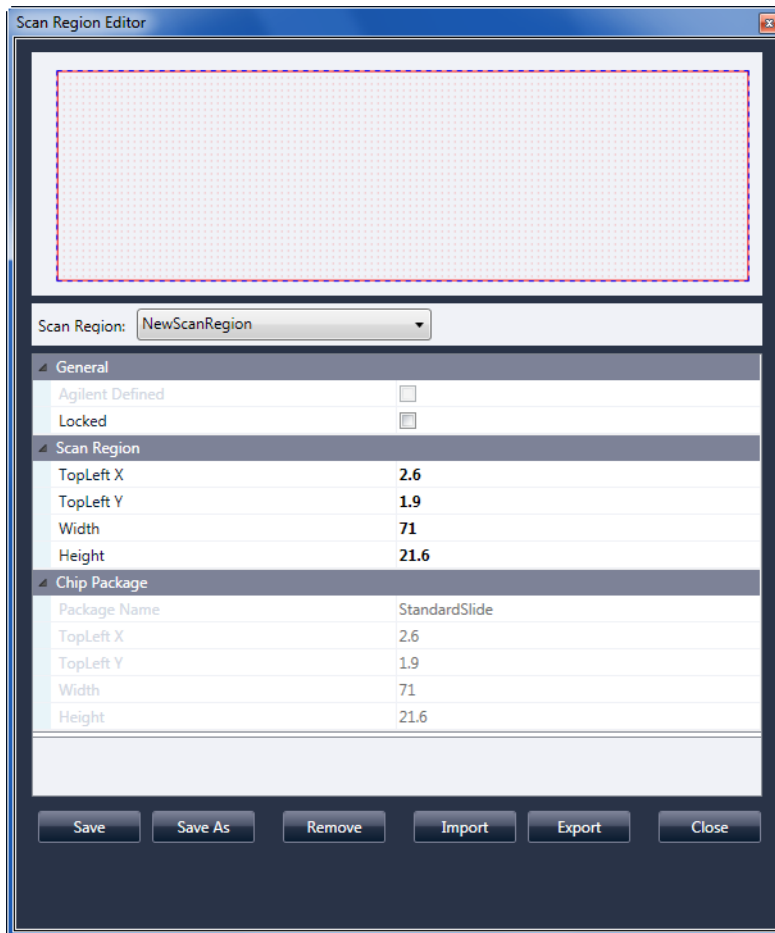 Scan Region Editor
Scan Region: NewScanRegion
General
Agilent Defined
Locked
Scan Region
TopLeft X 2.6
TopLeft Y 1.9
Width 71
Height 21.6
Chip Package
Package Name StandardSlide
TopLeft X 2.6
TopLeft Y 1.9
Width 71
Height 21.6
Save Save As Remove Import Export Close